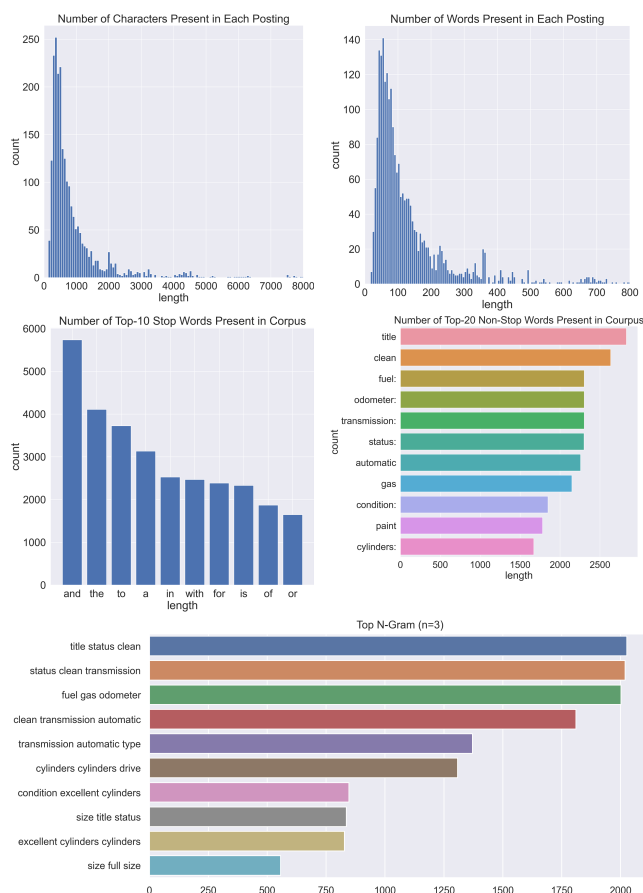 Number of Characters Present in Each Posting
250
200
150
100
50
0
count
0 1000 2000 3000 4000 5000 6000 7000 8000
length
Number of Words Present in Each Posting
140
120
100
80
60
40
20
0
count
0 100 200 300 400 500 600 700 800
length
Number of Top-10 Stop Words Present in Corpus
6000
5000
4000
3000
2000
1000
0
count
and the to a in with for is of or
length
Number of Top-20 Non-Stop Words Present in Courpus
title
clean
fuel:
odometer:
transmission:
status:
automatic
gas
condition:
paint
cylinders:
count
0 500 1000 1500 2000 2500
length
Top N-Gram (n=3)
title status clean
status clean transmission
fuel gas odometer
clean transmission automatic
transmission automatic type
cylinders cylinders drive
condition excellent cylinders
size title status
excellent cylinders cylinders
size full size
0 250 500 750 1000 1250 1500 1750 2000